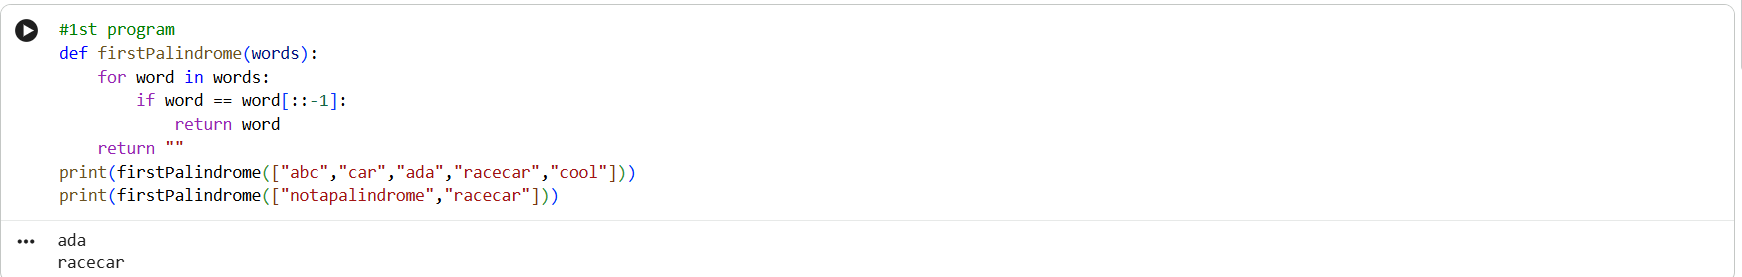 #1st program
def firstPalindrome(words):
    for word in words:
        if word == word[::-1]:
            return word
    return ""
print(firstPalindrome(["abc","car","ada","racecar","cool"]))
print(firstPalindrome(["notapalindrome","racecar"]))
ada
racecar